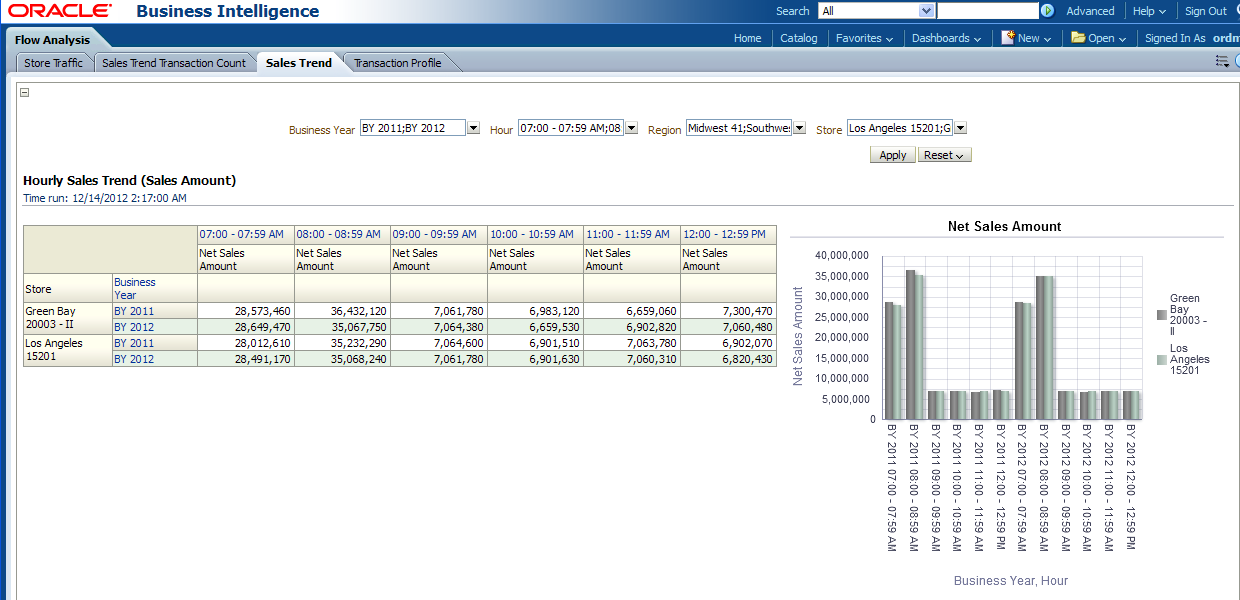 ORACLE Business Intelligence Search All Advanced Help Sign Out
Flow Analysis Home Catalog Favorites Dashboards New Open Signed In As ordm
Store Traffic Sales Trend Transaction Count Sales Trend Transaction Profile
Business Year BY 2011;BY 2012 Hour 07:00 - 07:59 AM;08 Region Midwest 41;Southwes Store Los Angeles 15201;G
Apply Reset
Hourly Sales Trend (Sales Amount)
Time run: 12/14/2012 2:17:00 AM
07:00 - 07:59 AM 08:00 - 08:59 AM 09:00 - 09:59 AM 10:00 - 10:59 AM 11:00 - 11:59 AM 12:00 - 12:59 PM
Net Sales Net Sales Net Sales Net Sales Net Sales Net Sales
Amount Amount Amount Amount Amount Amount
Store Business
Year
Green Bay BY 2011 28,573,460 36,432,120 7,061,780 6,983,120 6,659,060 7,300,470
20003 - II BY 2012 28,649,470 35,067,750 7,064,380 6,659,530 6,902,820 7,060,480
Los Angeles BY 2011 28,012,610 35,232,290 7,064,600 6,901,510 7,063,780 6,902,070
15201 BY 2012 28,491,170 35,068,240 7,061,780 6,901,630 7,060,310 6,820,430
Net Sales Amount
Net Sales Amount
40,000,000
35,000,000
30,000,000
25,000,000
20,000,000
15,000,000
10,000,000
5,000,000
0
BY 2011 07:00 - 07:59 AM
BY 2011 08:00 - 08:59 AM
BY 2011 09:00 - 09:59 AM
BY 2011 10:00 - 10:59 AM
BY 2011 11:00 - 11:59 AM
BY 2011 12:00 - 12:59 PM
BY 2012 07:00 - 07:59 AM
BY 2012 08:00 - 08:59 AM
BY 2012 09:00 - 09:59 AM
BY 2012 10:00 - 10:59 AM
BY 2012 11:00 - 11:59 AM
BY 2012 12:00 - 12:59 PM
Business Year, Hour
Green
Bay
20003 -
II
Los
Angeles
15201